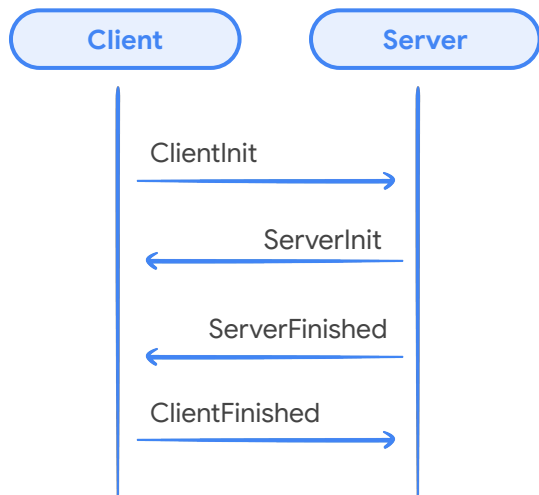 Client
Server
ClientInit
ServerInit
ServerFinished
ClientFinished